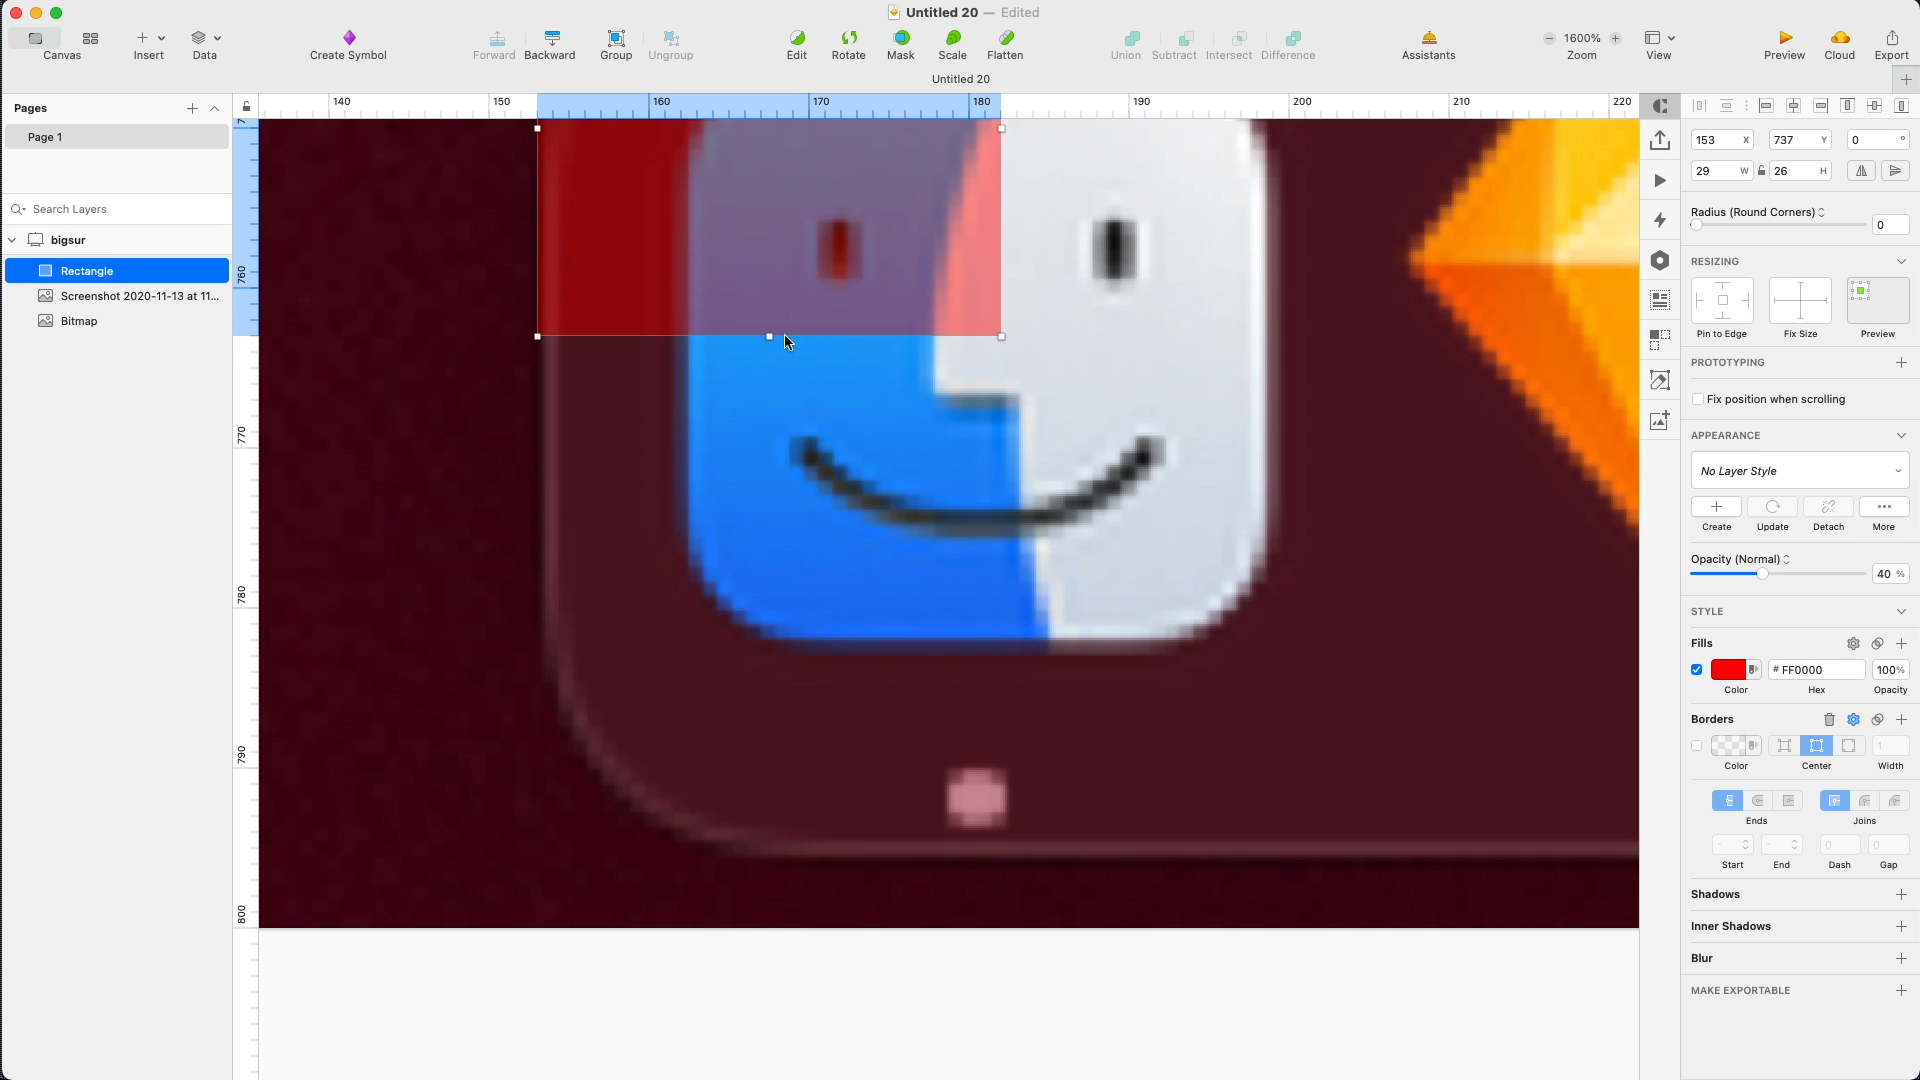 Untitled 20 — Edited
Canvas
Insert
Data
Create Symbol
Forward
Backward
Group
Ungroup
Edit
Rotate
Mask
Scale
Flatten
Union
Subtract
Intersect
Difference
Assistants
1600%
Zoom
View
Preview
Cloud
Export
Untitled 20
Pages
Page 1
Search Layers
bigsur
Rectangle
Screenshot 2020-11-13 at 11...
Bitmap
140 150 160 170 180 190 200 210 220
7
760
770
780
790
800
153 X 737 Y 0 °
29 W 26 H
Radius (Round Corners)
0
RESIZING
Pin to Edge Fix Size Preview
PROTOTYPING
Fix position when scrolling
APPEARANCE
No Layer Style
Create Update Detach More
Opacity (Normal)
40 %
STYLE
Fills
# FF0000 100%
Color Hex Opacity
Borders
1
Color Center Width
Ends Joins
- - 0 0
Start End Dash Gap
Shadows
Inner Shadows
Blur
MAKE EXPORTABLE